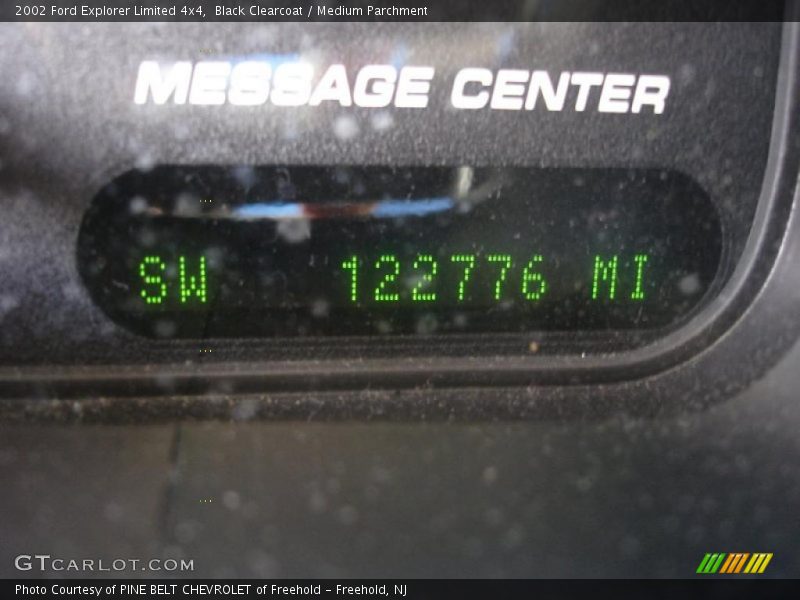 2002 Ford Explorer Limited 4x4, Black Clearcoat / Medium Parchment
MESSAGE CENTER
SW 122776 MI
GTCARLOT.COM
Photo Courtesy of PINE BELT CHEVROLET of Freehold - Freehold, NJ